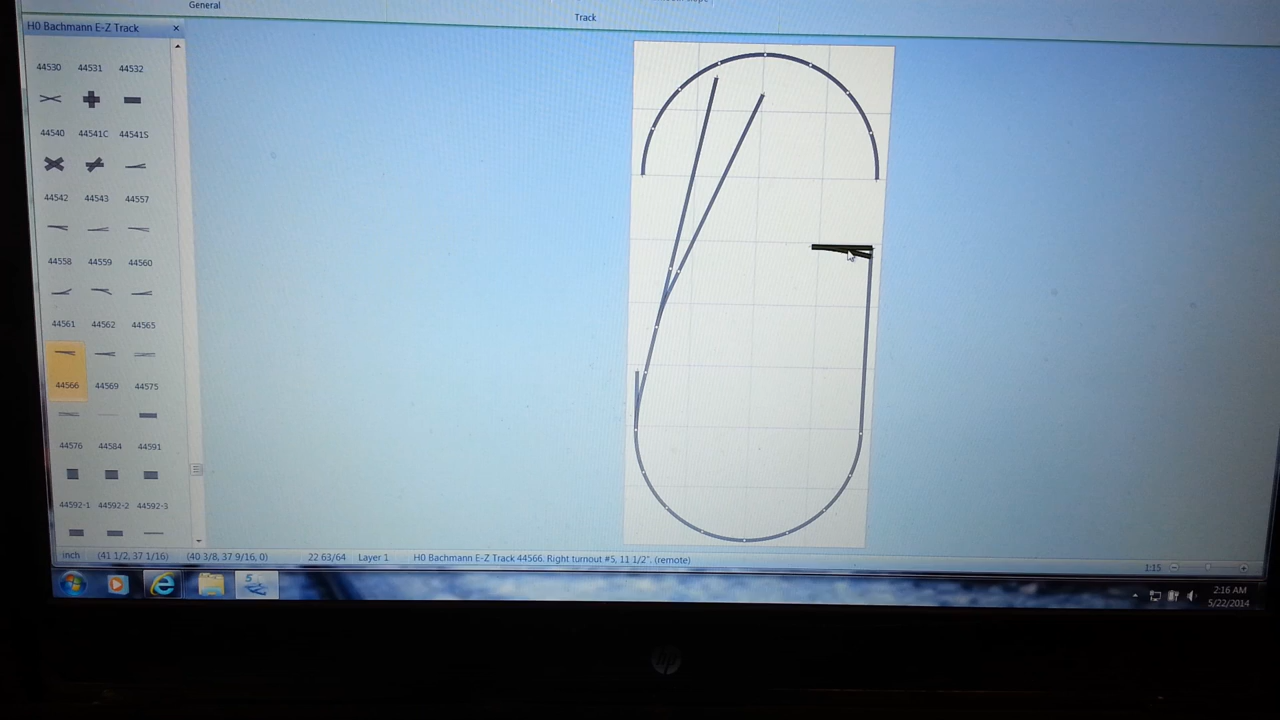 General
Track
H0 Bachmann E-Z Track
44530 44531 44532
44540 44541C 44541S
44542 44543 44557
44558 44559 44560
44561 44562 44565
44566 44569 44575
44576 44584 44591
44592-1 44592-2 44592-3
inch (41 1/2, 37 1/16) (40 3/8, 37 9/16, 0) 22 63/64 Layer 1 H0 Bachmann E-Z Track 44566. Right turnout #5, 11 1/2". (remote) 1:15
2:16 AM
5/22/2014
hp